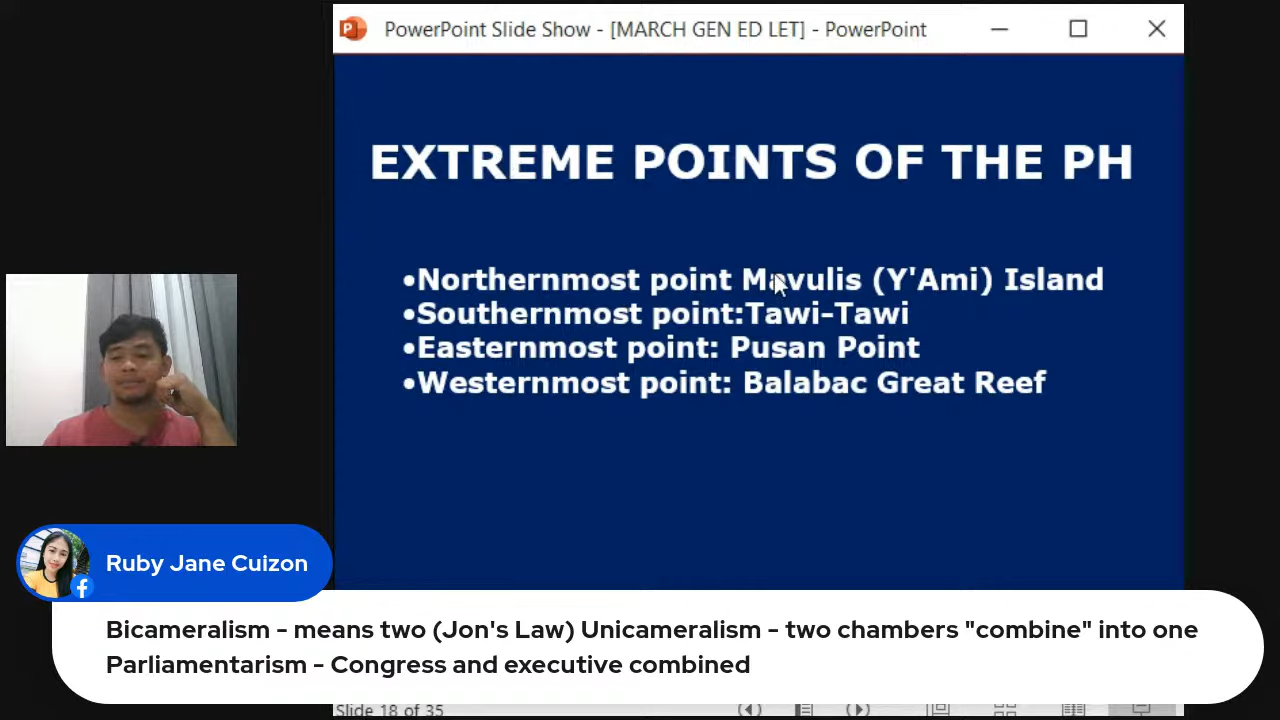 PowerPoint Slide Show - [MARCH GEN ED LET] - PowerPoint
EXTREME POINTS OF THE PH
•Northernmost point Mavulis (Y'Ami) Island
•Southernmost point:Tawi-Tawi
•Easternmost point: Pusan Point
•Westernmost point: Balabac Great Reef
Ruby Jane Cuizon
Bicameralism - means two (Jon's Law) Unicameralism - two chambers "combine" into one
Parliamentarism - Congress and executive combined
Slide 18 of 35